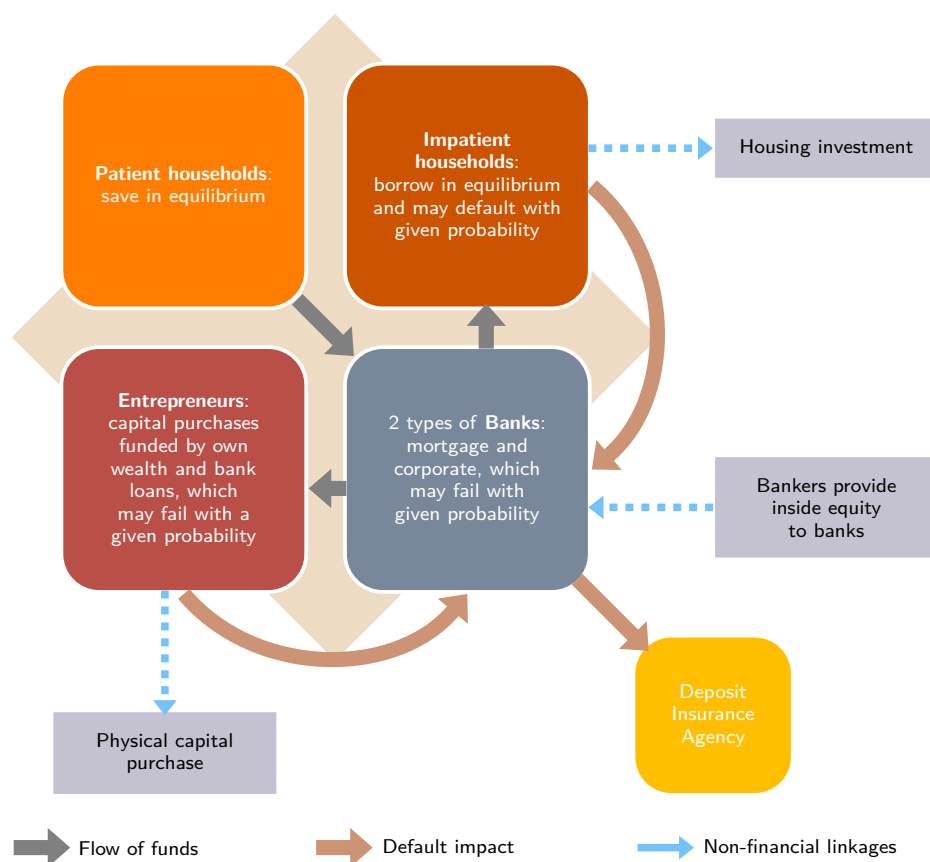 Patient households:
save in equilibrium
Impatient
households:
borrow in equilibrium
and may default with
given probability
Housing investment
Entrepreneurs:
capital purchases
funded by own
wealth and bank
loans, which
may fail with a
given probability
2 types of Banks:
mortgage and
corporate, which
may fail with
given probability
Bankers provide
inside equity
to banks
Deposit
Insurance
Agency
Physical capital
purchase
Flow of funds
Default impact
Non-financial linkages